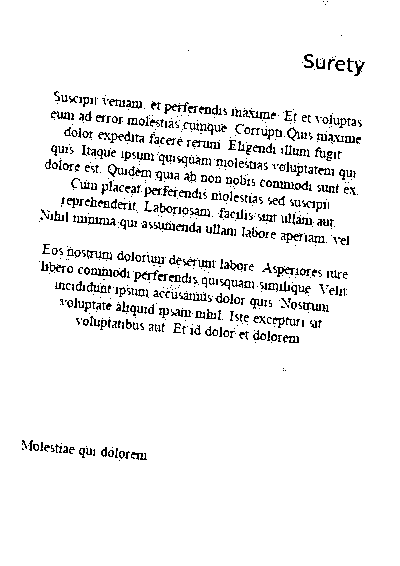 Surety
Suscipit veniam, et perferendis maxime. Et et voluptas
eum ad error molestias cumque. Corrupti Quis maxime
dolor expedita facere rerum. Eligendi illum fugit
quis. Itaque ipsum quisquam molestias voluptatem qui
dolore est. Quidem quia ab non nobis commodi sunt ex.
Cum placeat perferendis molestias sed suscipit
reprehenderit. Laboriosam, facilis sint ullam aut.
Nihil minima qui assumenda ullam labore aperiam, vel
Eos nostrum dolorum deserunt labore. Asperiores iure
libero commodi perferendis quisquam similique. Velit
incididunt ipsum accusamus dolor quis. Nostrum
voluptate aliquid ipsam nihil. Iste excepturi sit
voluptatibus aut. Et id dolor et dolorem
Molestiae qui dolorem